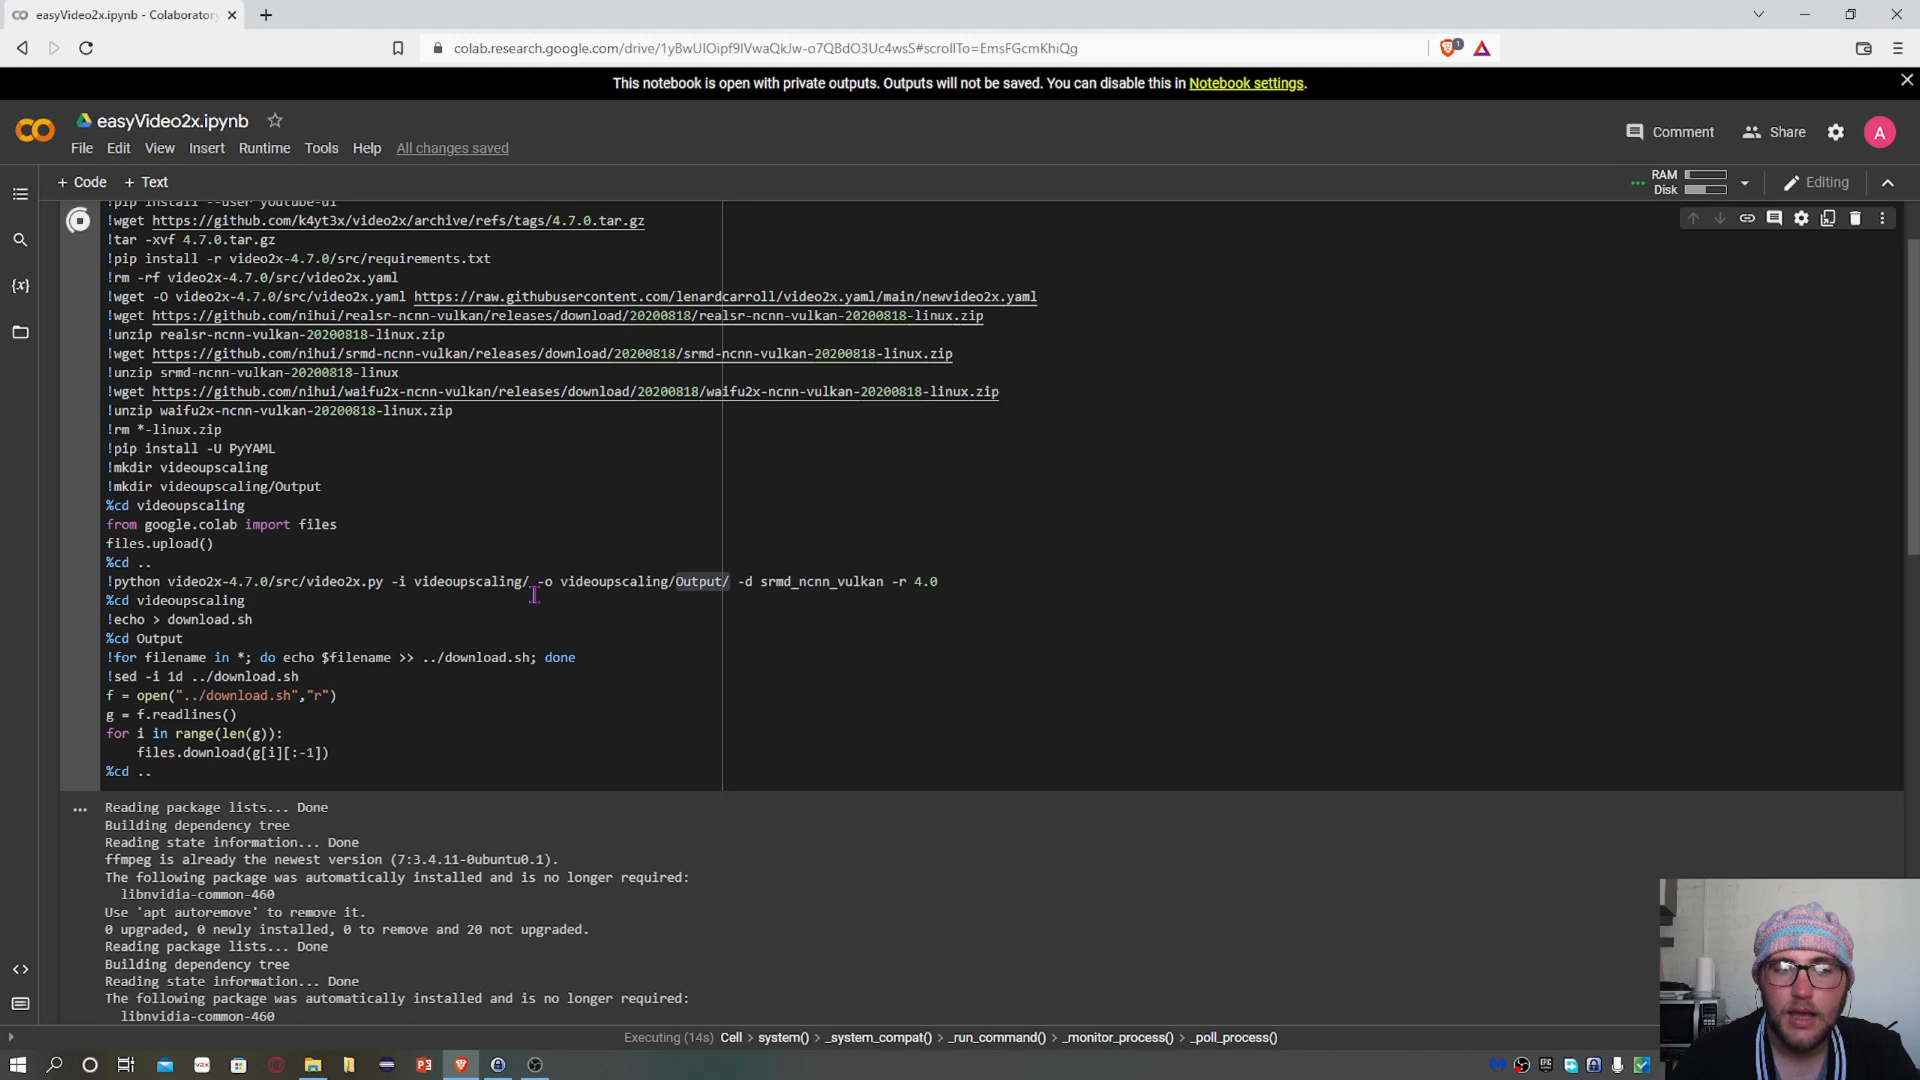 easyVideo2x.ipynb - Colaboratory
colab.research.google.com/drive/1yBwUIOipf9IVwaQkJw-o7QBdO3Uc4wsS#scrollTo=EmsFGcmKhiQg
1
This notebook is open with private outputs. Outputs will not be saved. You can disable this in Notebook settings.
easyVideo2x.ipynb
Comment
Share
A
File Edit View Insert Runtime Tools Help All changes saved
+ Code + Text
RAM
Disk
Editing
!pip install --user youtube-dl
!wget https://github.com/k4yt3x/video2x/archive/refs/tags/4.7.0.tar.gz
!tar -xvf 4.7.0.tar.gz
!pip install -r video2x-4.7.0/src/requirements.txt
!rm -rf video2x-4.7.0/src/video2x.yaml
!wget -O video2x-4.7.0/src/video2x.yaml https://raw.githubusercontent.com/lenardcarroll/video2x.yaml/main/newvideo2x.yaml
!wget https://github.com/nihui/realsr-ncnn-vulkan/releases/download/20200818/realsr-ncnn-vulkan-20200818-linux.zip
!unzip realsr-ncnn-vulkan-20200818-linux.zip
!wget https://github.com/nihui/srmd-ncnn-vulkan/releases/download/20200818/srmd-ncnn-vulkan-20200818-linux.zip
!unzip srmd-ncnn-vulkan-20200818-linux
!wget https://github.com/nihui/waifu2x-ncnn-vulkan/releases/download/20200818/waifu2x-ncnn-vulkan-20200818-linux.zip
!unzip waifu2x-ncnn-vulkan-20200818-linux.zip
!rm *-linux.zip
!pip install -U PyYAML
!mkdir videoupscaling
!mkdir videoupscaling/Output
%cd videoupscaling
from google.colab import files
files.upload()
%cd ..
!python video2x-4.7.0/src/video2x.py -i videoupscaling/ -o videoupscaling/Output/ -d srmd_ncnn_vulkan -r 4.0
%cd videoupscaling
!echo > download.sh
%cd Output
!for filename in *; do echo $filename >> ../download.sh; done
!sed -i 1d ../download.sh
f = open("../download.sh","r")
g = f.readlines()
for i in range(len(g)):
files.download(g[i][:-1])
%cd ..
Reading package lists... Done
Building dependency tree
Reading state information... Done
ffmpeg is already the newest version (7:3.4.11-0ubuntu0.1).
The following package was automatically installed and is no longer required:
libnvidia-common-460
Use 'apt autoremove' to remove it.
0 upgraded, 0 newly installed, 0 to remove and 20 not upgraded.
Reading package lists... Done
Building dependency tree
Reading state information... Done
The following package was automatically installed and is no longer required:
libnvidia-common-460
Executing (14s) Cell > system() > _system_compat() > _run_command() > _monitor_process() > _poll_process()